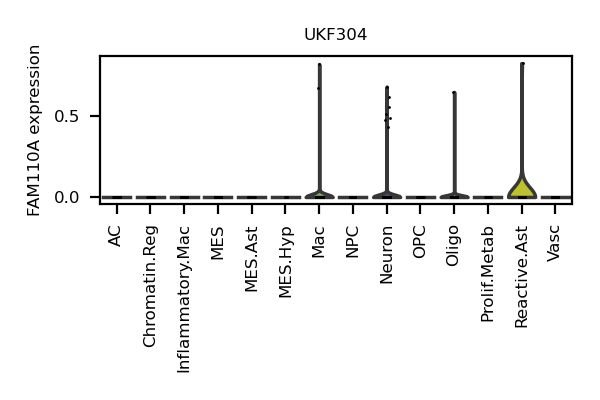 UKF304
FAM110A expression
0.5
0.0
AC
Chromatin.Reg
Inflammatory.Mac
MES
MES.Ast
MES.Hyp
Mac
NPC
Neuron
OPC
Oligo
Prolif.Metab
Reactive.Ast
Vasc